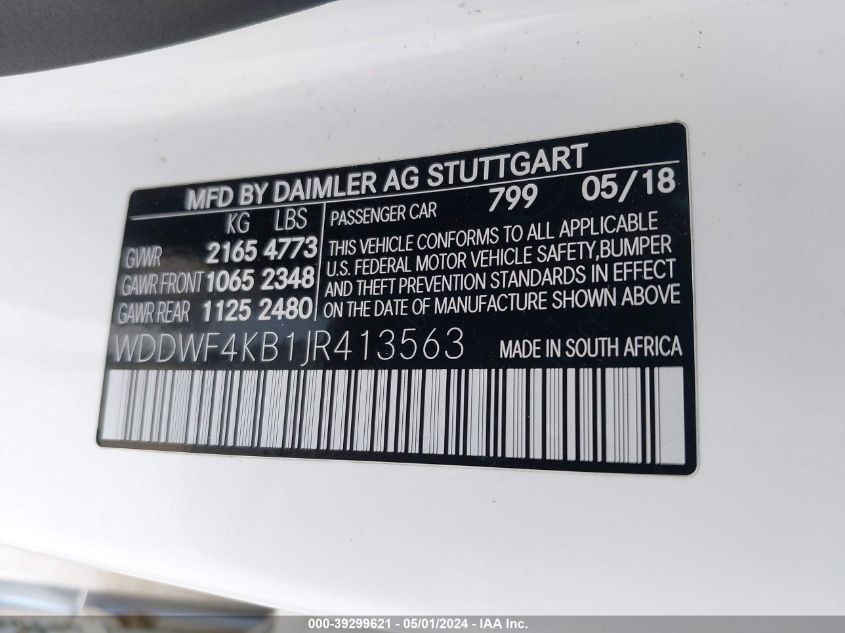 MFD BY DAIMLER AG STUTTGART
KG LBS
GVWR 2165 4773
GAWR FRONT 1065 2348
GAWR REAR 1125 2480
PASSENGER CAR 799 05/18
THIS VEHICLE CONFORMS TO ALL APPLICABLE
U.S. FEDERAL MOTOR VEHICLE SAFETY,BUMPER
AND THEFT PREVENTION STANDARDS IN EFFECT
ON THE DATE OF MANUFACTURE SHOWN ABOVE
WDDWF4KB1JR413563 MADE IN SOUTH AFRICA
000-39299621 - 05/01/2024 - IAA Inc.